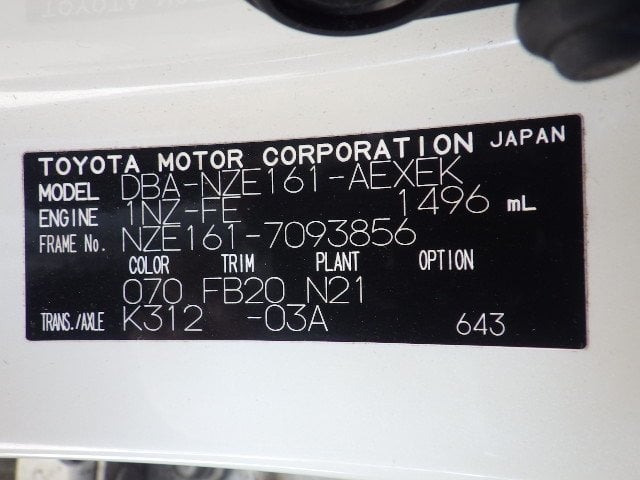 TOYOTA MOTOR CORPORATION JAPAN
MODEL DBA-NZE161-AEXEK
ENGINE 1NZ-FE 1496 mL
FRAME No. NZE161-7093856
COLOR TRIM PLANT OPTION
070 FB20 N21
TRANS./AXLE K312 -03A 643